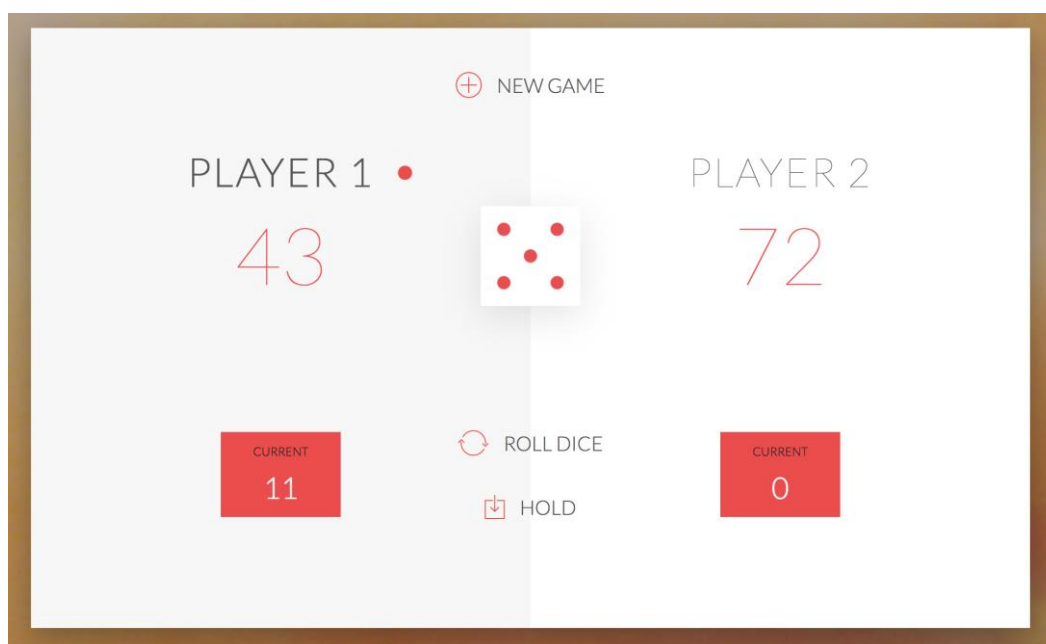 NEW GAME
PLAYER 1
PLAYER 2
43
72
ROLL DICE
CURRENT
11
CURRENT
0
HOLD